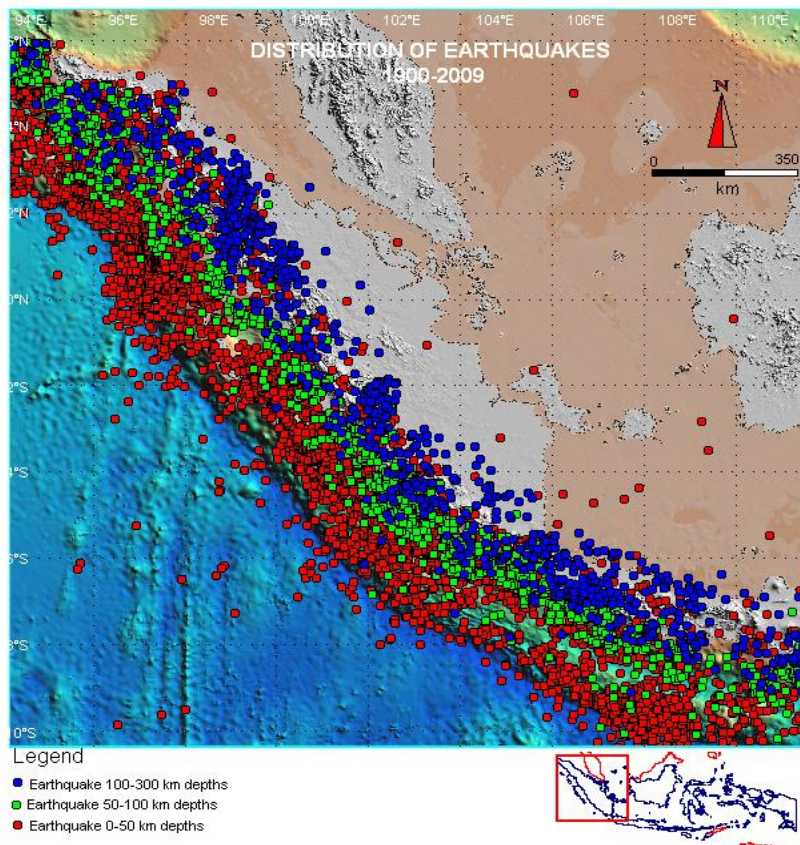 94°E 96°E 98°E 100°E 102°E 104°E 106°E 108°E 110°E
DISTRIBUTION OF EARTHQUAKES
1900-2009
N
0 350
km
4°N
2°N
0°N
2°S
4°S
6°S
8°S
10°S
Legend
Earthquake 100-300 km depths
Earthquake 50-100 km depths
Earthquake 0-50 km depths